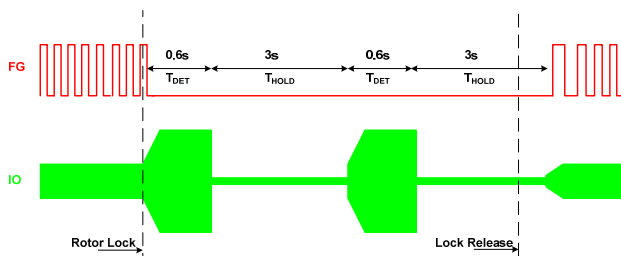 0.6s 3s 0.6s 3s
FG
TDET THOLD TDET THOLD
IO
Rotor Lock Lock Release